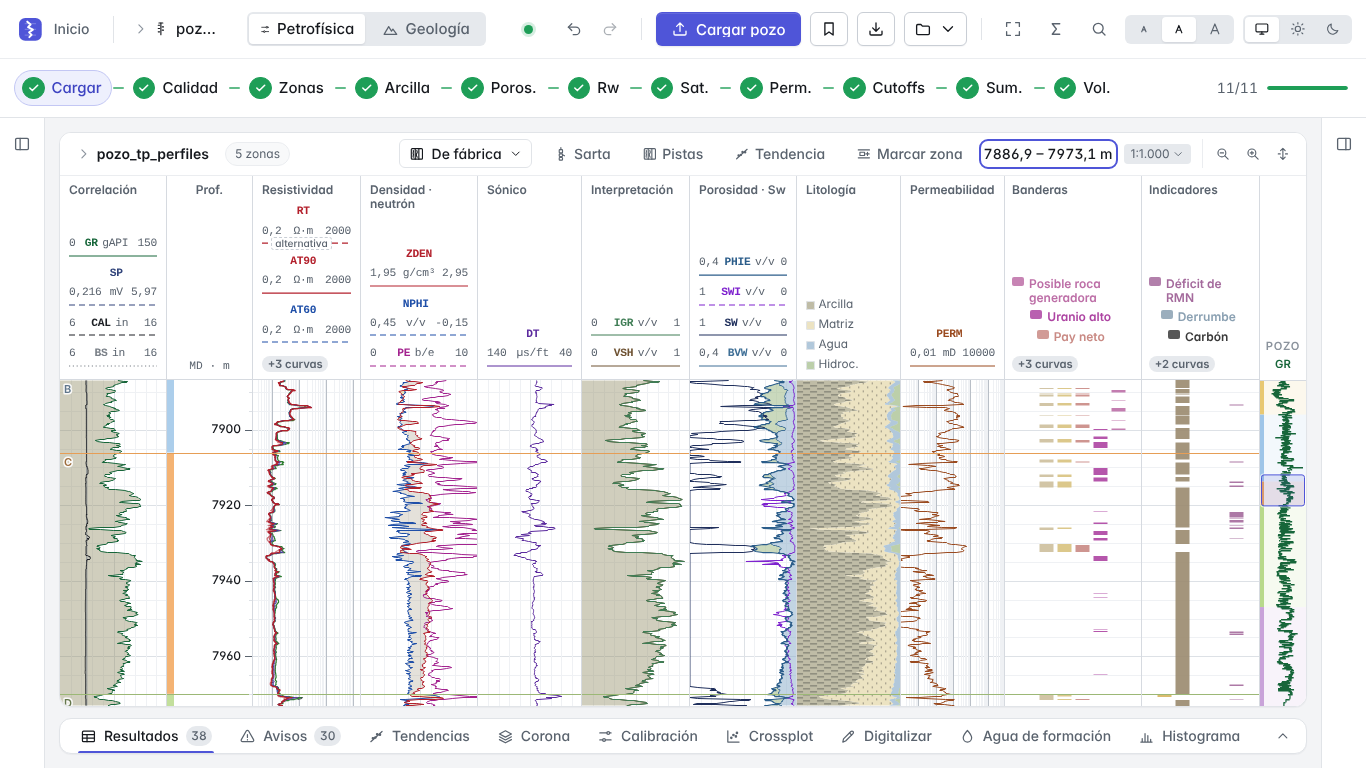 Inicio
poz...
Petrofísica
Geología
Cargar pozo
Σ
A
A
A
Cargar
Calidad
Zonas
Arcilla
Poros.
Rw
Sat.
Perm.
Cutoffs
Sum.
Vol.
11/11
pozo_tp_perfiles
5 zonas
De fábrica
Sarta
Pistas
Tendencia
Marcar zona
7886,9 – 7973,1 m
1:1.000
Correlación
0 GR gAPI 150
SP
0,216 mV 5,97
6 CAL in 16
6 BS in 16
Prof.
MD · m
Resistividad
RT
0,2 Ω·m 2000
alternativa
AT90
0,2 Ω·m 2000
AT60
0,2 Ω·m 2000
+3 curvas
Densidad ·
neutrón
ZDEN
1,95 g/cm³ 2,95
NPHI
0,45 v/v -0,15
0 PE b/e 10
Sónico
DT
140 µs/ft 40
Interpretación
0 IGR v/v 1
0 VSH v/v 1
Porosidad · Sw
0,4 PHIE v/v 0
1 SWI v/v 0
1 SW v/v 0
0,4 BVW v/v 0
Litología
Arcilla
Matriz
Agua
Hidroc.
Permeabilidad
PERM
0,01 mD 10000
Banderas
Posible roca
generadora
Uranio alto
Pay neto
+3 curvas
Indicadores
Déficit de
RMN
Derrumbe
Carbón
+2 curvas
POZO
GR
B
7900
C
7920
7940
7960
D
Resultados 38
Avisos 30
Tendencias
Corona
Calibración
Crossplot
Digitalizar
Agua de formación
Histograma